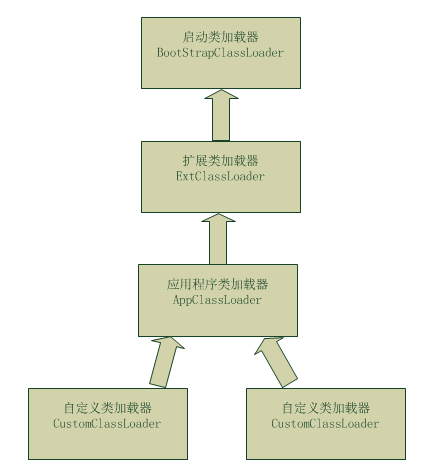 启动类加载器
BootStrapClassLoader
扩展类加载器
ExtClassLoader
应用程序类加载器
AppClassLoader
自定义类加载器
CustomClassLoader
自定义类加载器
CustomClassLoader